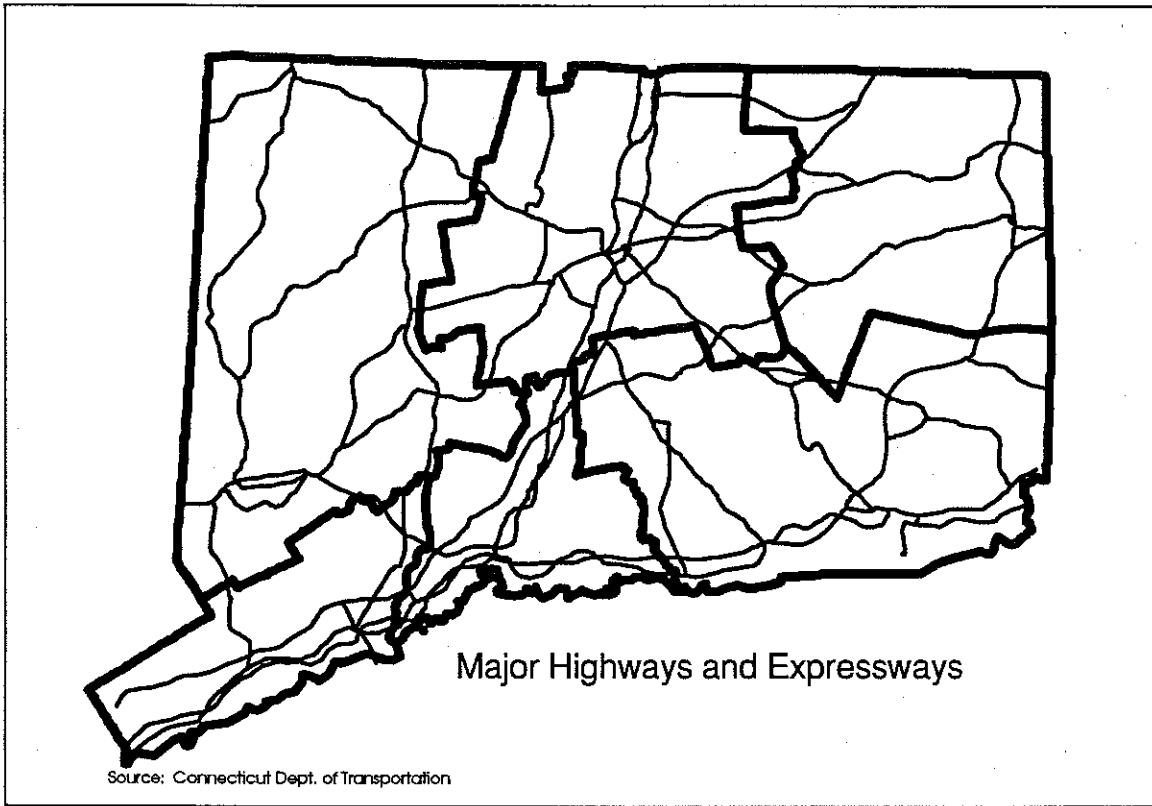 Major Highways and Expressways
Source: Connecticut Dept. of Transportation